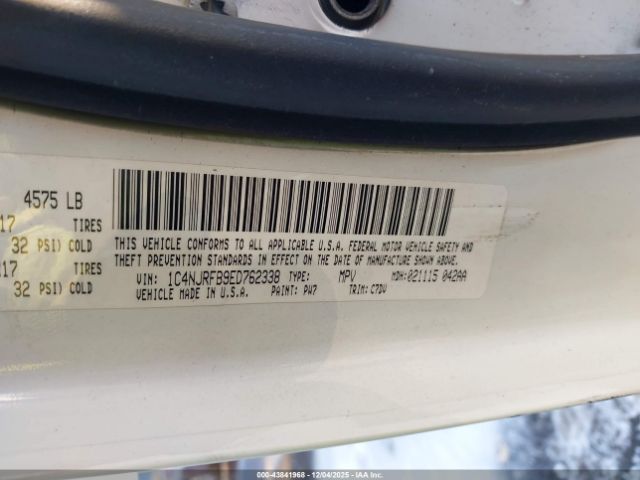 4575 LB
17 TIRES
32 PSI) COLD
17 TIRES
32 PSI) COLD
THIS VEHICLE CONFORMS TO ALL APPLICABLE U.S.A. FEDERAL MOTOR VEHICLE SAFETY AND
THEFT PREVENTION STANDARDS IN EFFECT ON THE DATE OF MANUFACTURE SHOWN ABOVE.
VIN: 1C4NJRFB9ED762338 TYPE: MPV MDH: 021115 042AA
VEHICLE MADE IN U.S.A. PAINT: PW7 TRIM: C7DV
000-43841968 - 12/04/2025 - IAA Inc.